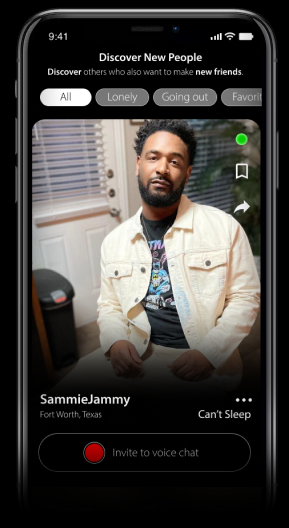 9:41
Discover New People
Discover others who also want to make new friends.
All Lonely Going out Favorit
SammieJammy
Fort Worth, Texas
Can't Sleep
Invite to voice chat